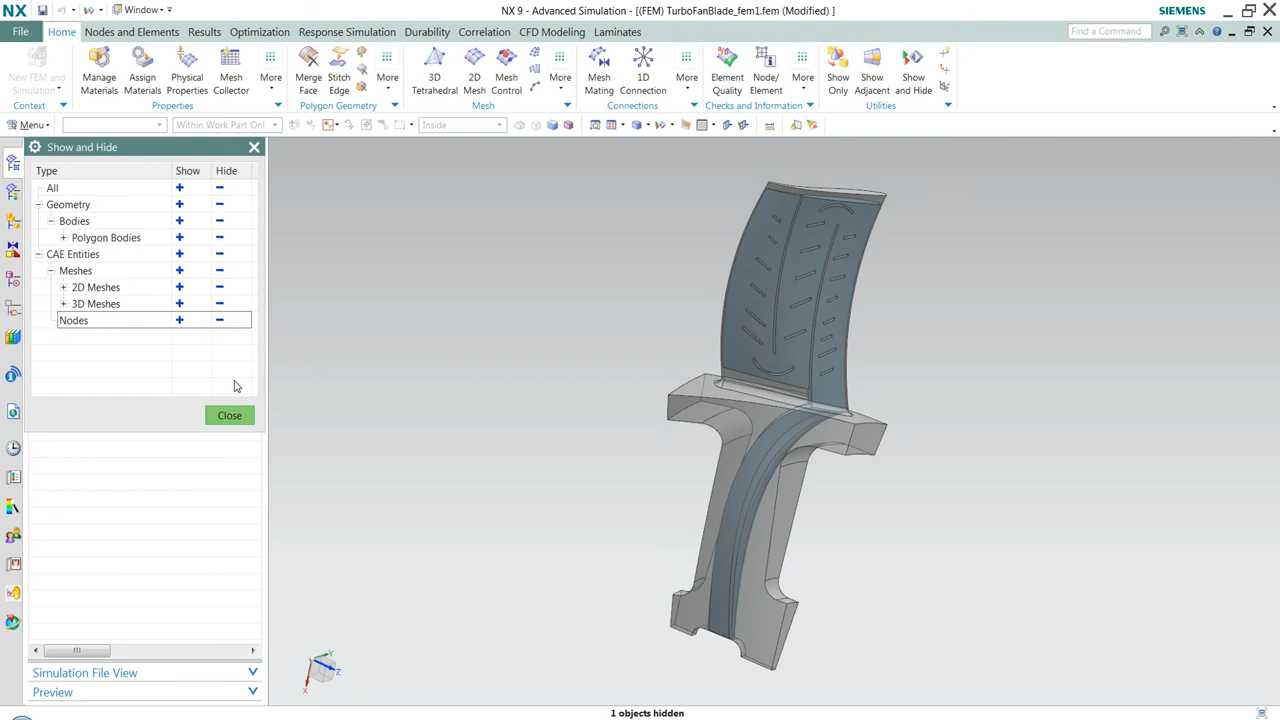 NX Window NX 9 - Advanced Simulation - [(FEM) TurboFanBlade_fem1.fem (Modified) ] SIEMENS
File Home Nodes and Elements Results Optimization Response Simulation Durability Correlation CFD Modeling Laminates Find a Command
New FEM and Simulation Manage Materials Assign Materials Physical Properties Mesh Collector More Merge Face Stitch Edge More 3D Tetrahedral 2D Mesh Mesh Control More Mesh Mating 1D Connection More Element Quality Node/ Element More Show Only Show Adjacent Show and Hide
Context Properties Polygon Geometry Mesh Connections Checks and Information Utilities
Menu Within Work Part Onl Inside
Show and Hide
Type Show Hide
All
Geometry
Bodies
Polygon Bodies
CAE Entities
Meshes
2D Meshes
3D Meshes
Nodes
Close
Y
Z
X
Simulation File View
Preview
1 objects hidden